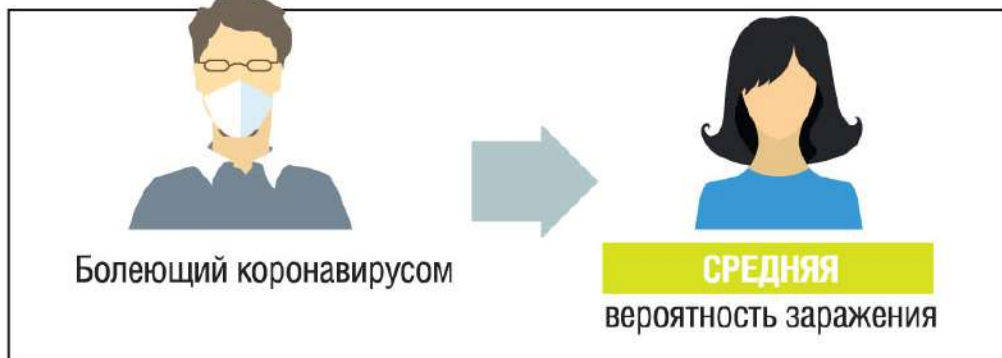 Болеющий коронавирусом
СРЕДНЯЯ
вероятность заражения